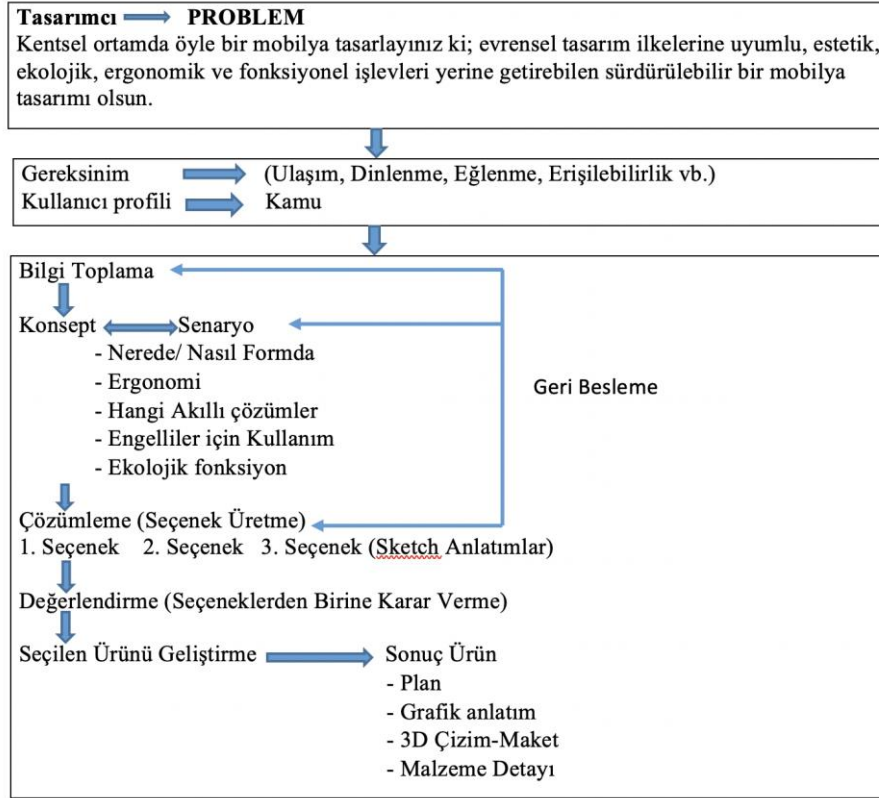 Tasarımcı PROBLEM
Kentsel ortamda öyle bir mobilya tasarlayınız ki; evrensel tasarım ilkelerine uyumlu, estetik,
ekolojik, ergonomik ve fonksiyonel işlevleri yerine getirebilen sürdürülebilir bir mobilya
tasarımı olsun.
Gereksinim (Ulaşım, Dinlenme, Eğlenme, Erişilebilirlik vb.)
Kullanıcı profili Kamu
Bilgi Toplama
Konsept Senaryo
- Nerede/ Nasıl Formda
- Ergonomi
- Hangi Akıllı çözümler
- Engelliler için Kullanım
- Ekolojik fonksiyon
Geri Besleme
Çözümleme (Seçenek Üretme)
1. Seçenek 2. Seçenek 3. Seçenek (Sketch Anlatımlar)
Değerlendirme (Seçeneklerden Birine Karar Verme)
Seçilen Ürünü Geliştirme Sonuç Ürün
- Plan
- Grafik anlatım
- 3D Çizim-Maket
- Malzeme Detayı